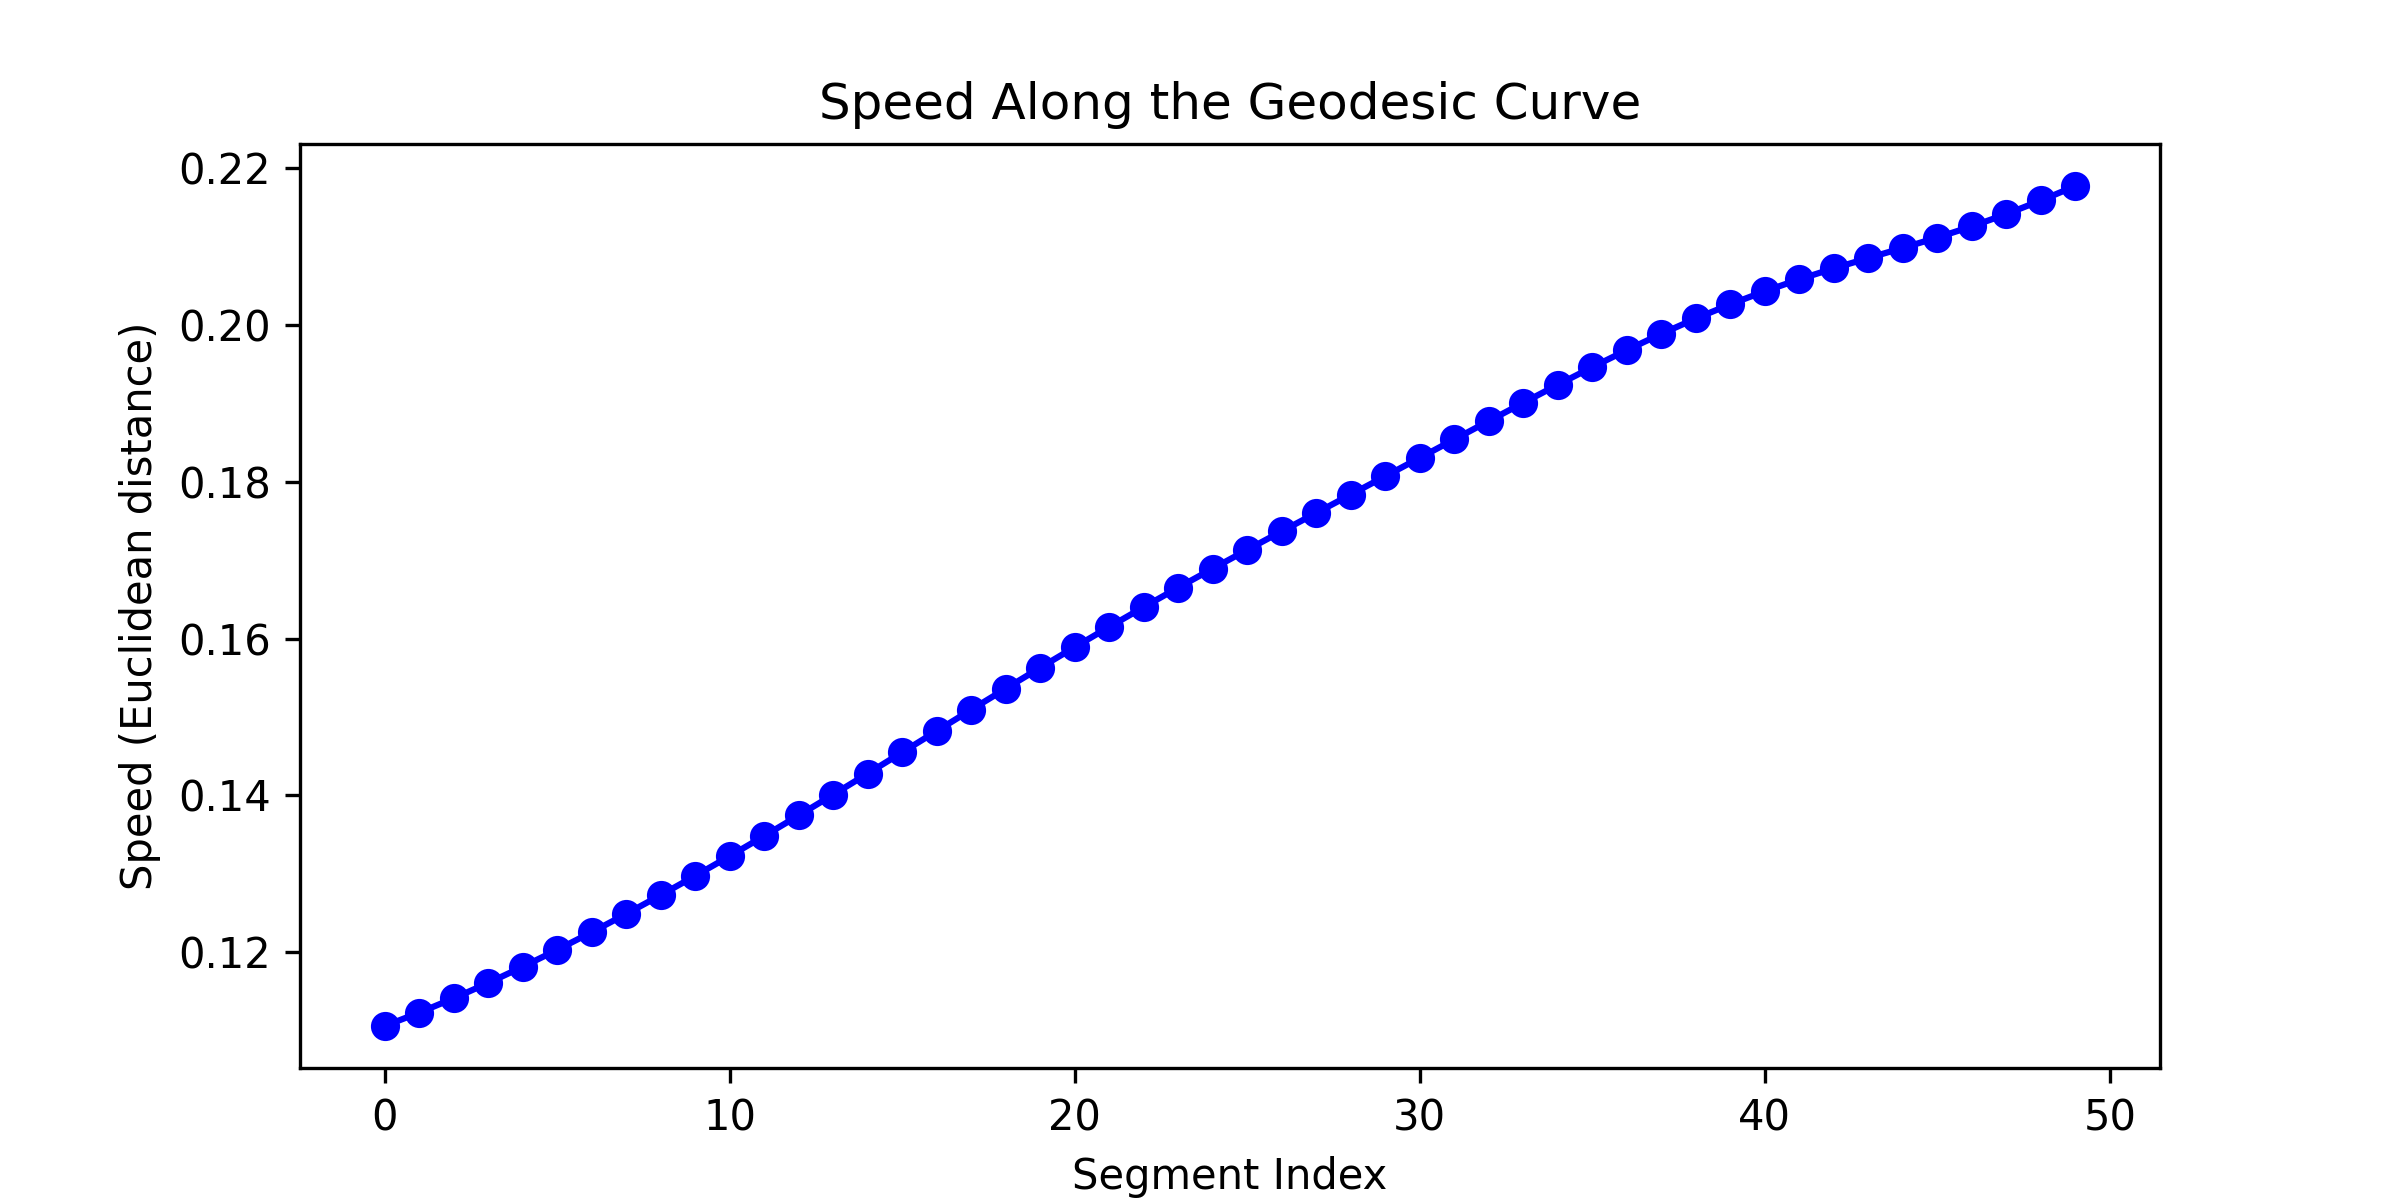 Speed Along the Geodesic Curve
Speed (Euclidean distance)
0.22
0.20
0.18
0.16
0.14
0.12
0 10 20 30 40 50
Segment Index